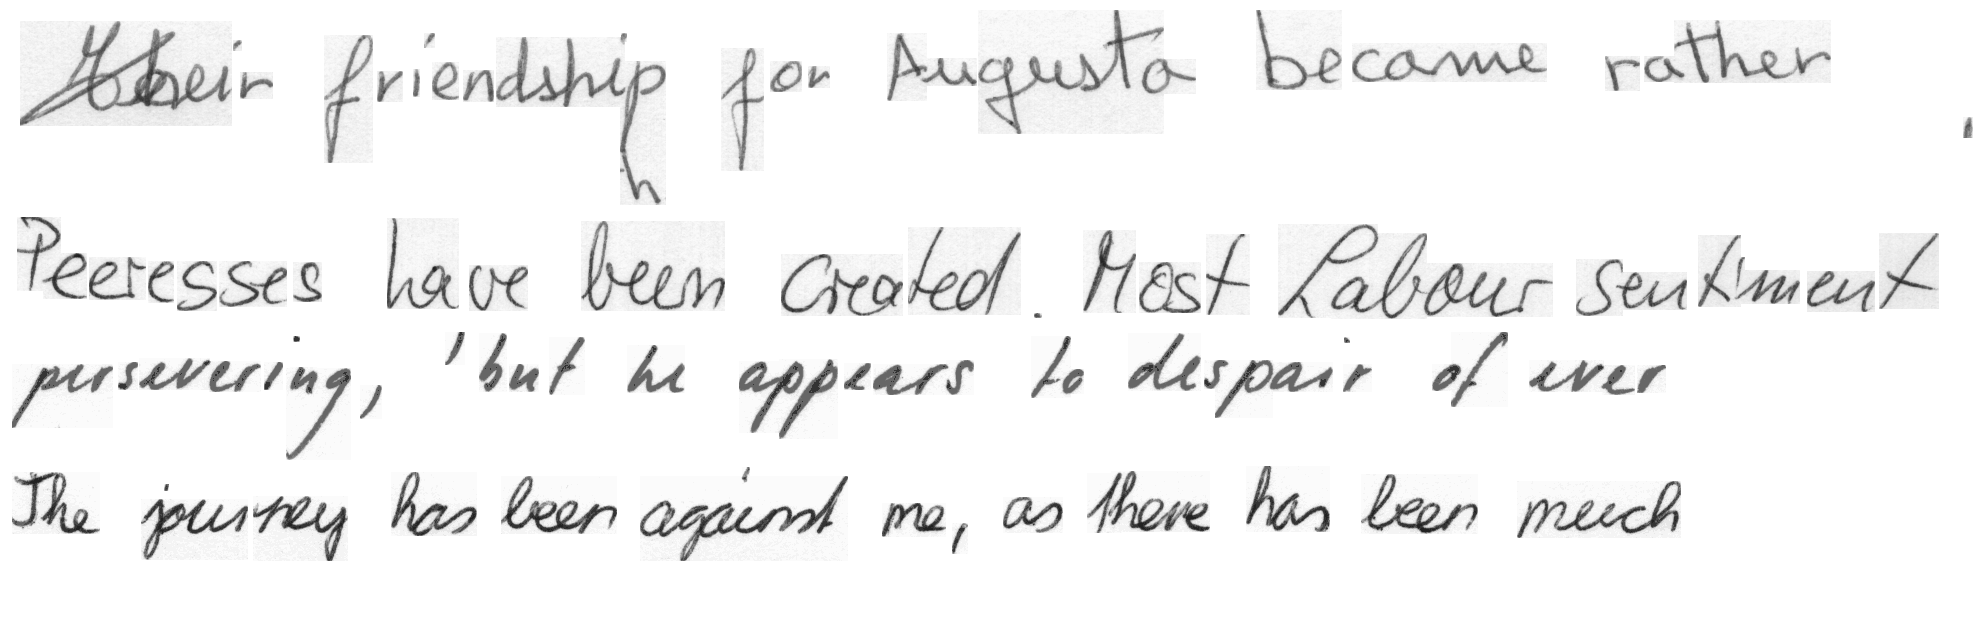 Their friendship for Augusta became rather
Peeresses have been created. Most Labour sentiment
persevering, 'but he appears to despair of ever
The journey has been against me, as there has been much